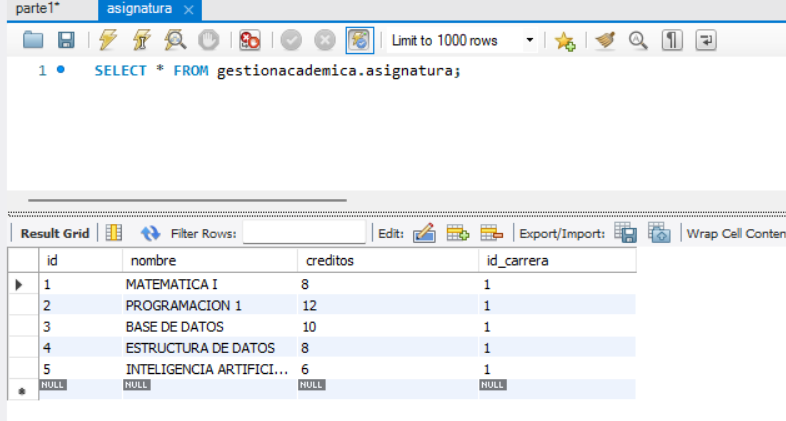 parte1* asignatura
Limit to 1000 rows
1 SELECT * FROM gestionacademica.asignatura;
Result Grid Filter Rows: Edit: Export/Import: Wrap Cell Conten
id nombre creditos id_carrera
1 MATEMATICA I 8 1
2 PROGRAMACION 1 12 1
3 BASE DE DATOS 10 1
4 ESTRUCTURA DE DATOS 8 1
5 INTELIGENCIA ARTIFICI... 6 1
NULL NULL NULL NULL